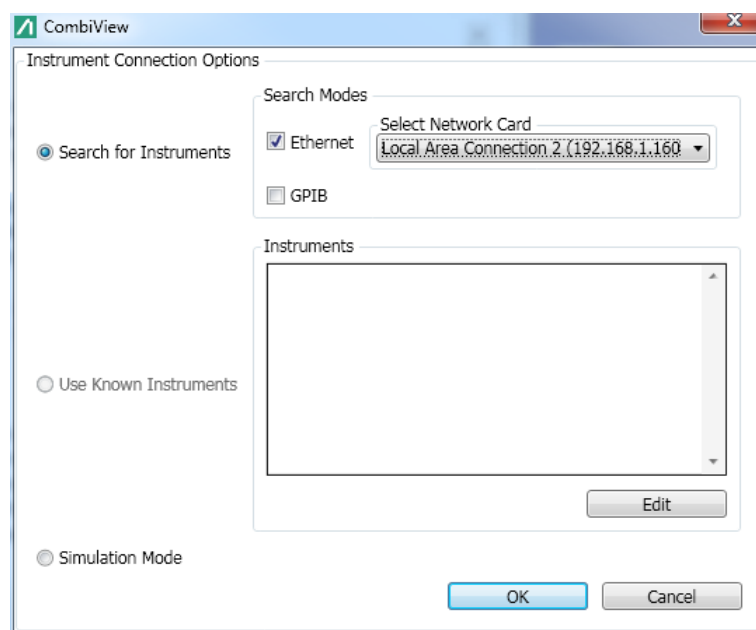 CombiView
Instrument Connection Options
Search Modes
Search for Instruments
Ethernet
Select Network Card
Local Area Connection 2 (192.168.1.160
GPIB
Instruments
Use Known Instruments
Edit
Simulation Mode
OK
Cancel